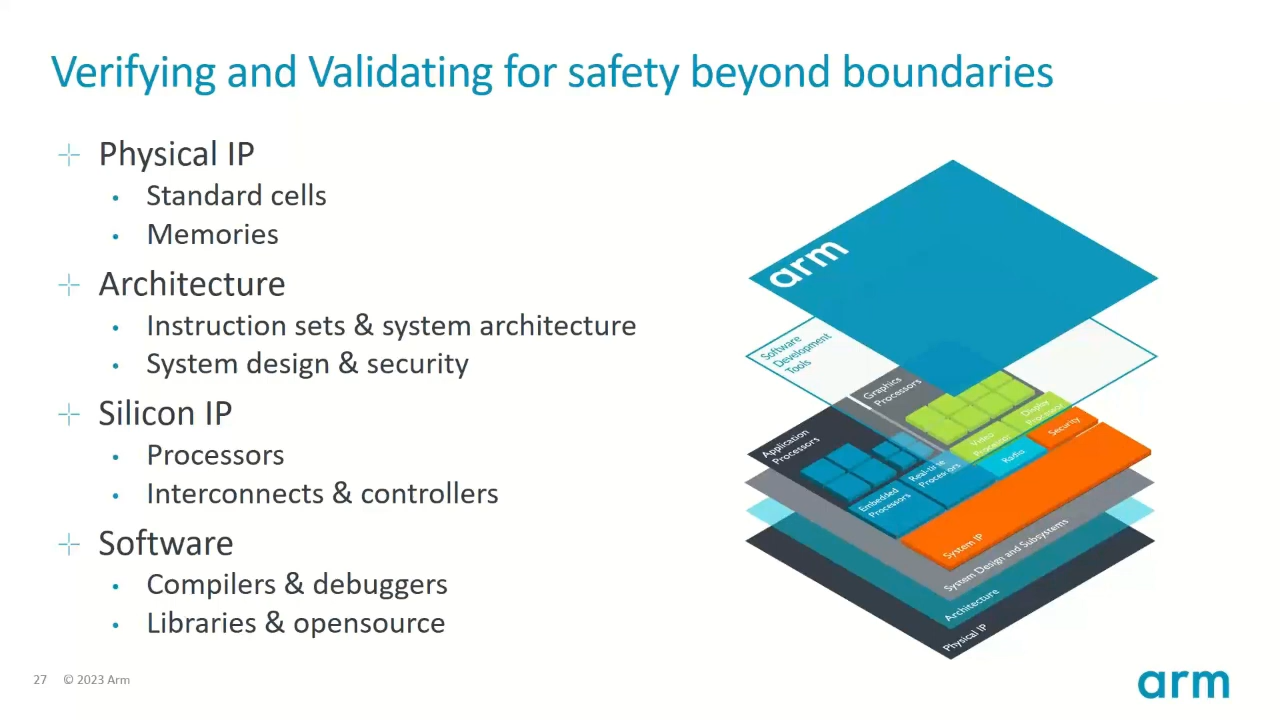 Verifying and Validating for safety beyond boundaries
Physical IP
• Standard cells
• Memories
Architecture
• Instruction sets & system architecture
• System design & security
Silicon IP
• Processors
• Interconnects & controllers
Software
• Compilers & debuggers
• Libraries & opensource
arm
Software
Development
Tools
Graphics
Processors
Application
Processors
Display
Processor
Video
Processor
Security
Radio
Real-time
Processors
Embedded
Processors
System IP
System Design and Subsystems
Architecture
Physical IP
27 © 2023 Arm
arm